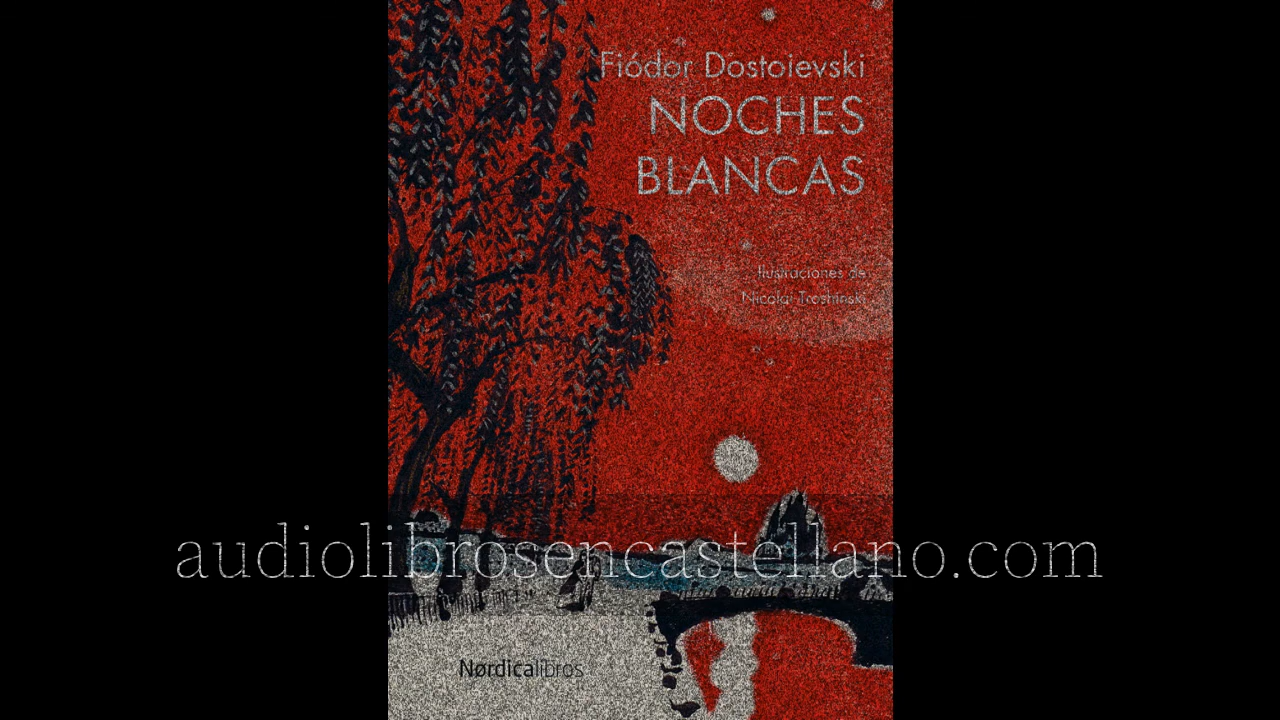 Fiódor Dostoievski
NOCHES
BLANCAS
Ilustraciones de
Nicolai Troshinski
audiolibrosencastellano.com
Nørdicalibros